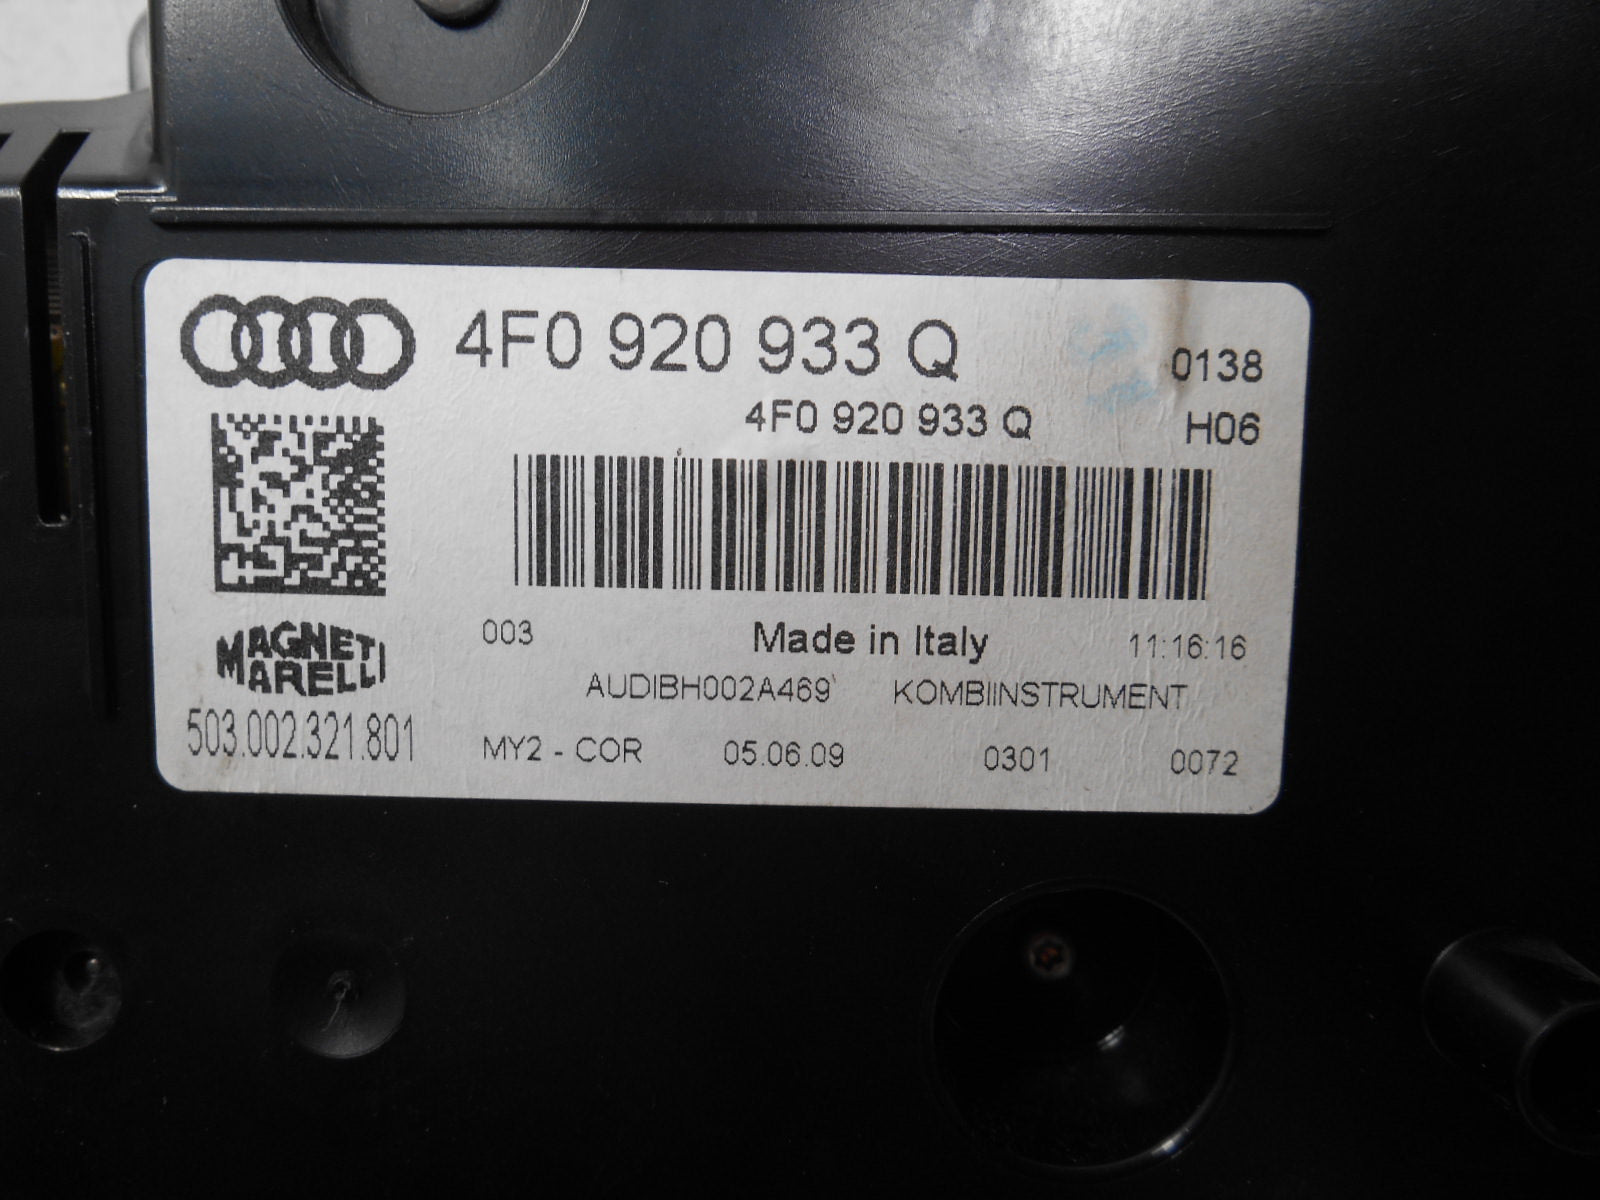 4F0 920 933 Q 0138
4F0 920 933 Q H06
003 Made in Italy 11:16:16
MAGNETI
MARELLI
AUDIBH002A469 KOMBIINSTRUMENT
503.002.321.801
MY2 - COR 05.06.09 0301 0072